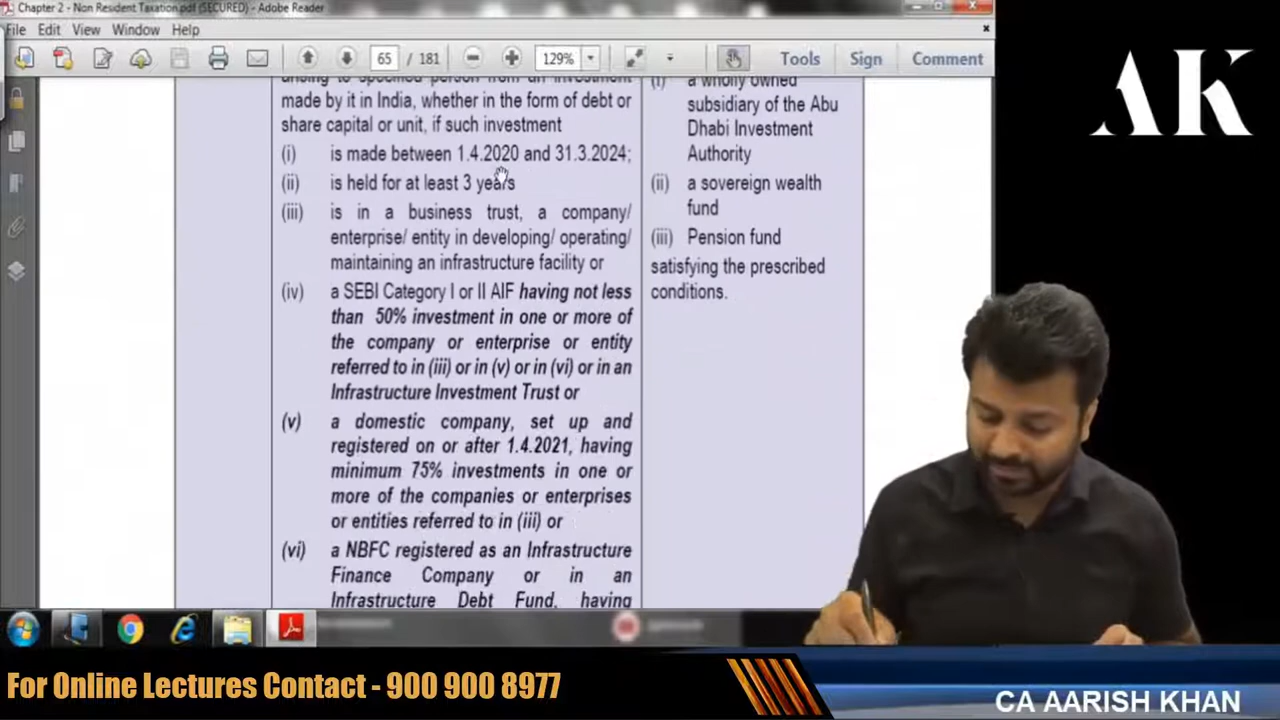 Chapter 2 - Non Resident Taxation.pdf (SECURED) - Adobe Reader
File Edit View Window Help
65 / 181 129% Tools Sign Comment
AK
arising to specified person from an investment
made by it in India, whether in the form of debt or
share capital or unit, if such investment
(i) is made between 1.4.2020 and 31.3.2024;
(ii) is held for at least 3 years
(iii) is in a business trust, a company/
enterprise/ entity in developing/ operating/
maintaining an infrastructure facility or
(iv) a SEBI Category I or II AIF having not less
than 50% investment in one or more of
the company or enterprise or entity
referred to in (iii) or in (v) or in (vi) or in an
Infrastructure Investment Trust or
(v) a domestic company, set up and
registered on or after 1.4.2021, having
minimum 75% investments in one or
more of the companies or enterprises
or entities referred to in (iii) or
(vi) a NBFC registered as an Infrastructure
Finance Company or in an
Infrastructure Debt Fund, having
(i) a wholly owned
subsidiary of the Abu
Dhabi Investment
Authority
(ii) a sovereign wealth
fund
(iii) Pension fund
satisfying the prescribed
conditions.
For Online Lectures Contact - 900 900 8977
CA AARISH KHAN